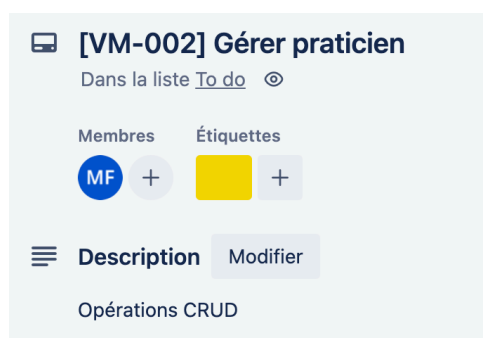 [VM-002] Gérer praticien
Dans la liste To do
Membres Étiquettes
MF + +
Description Modifier
Opérations CRUD